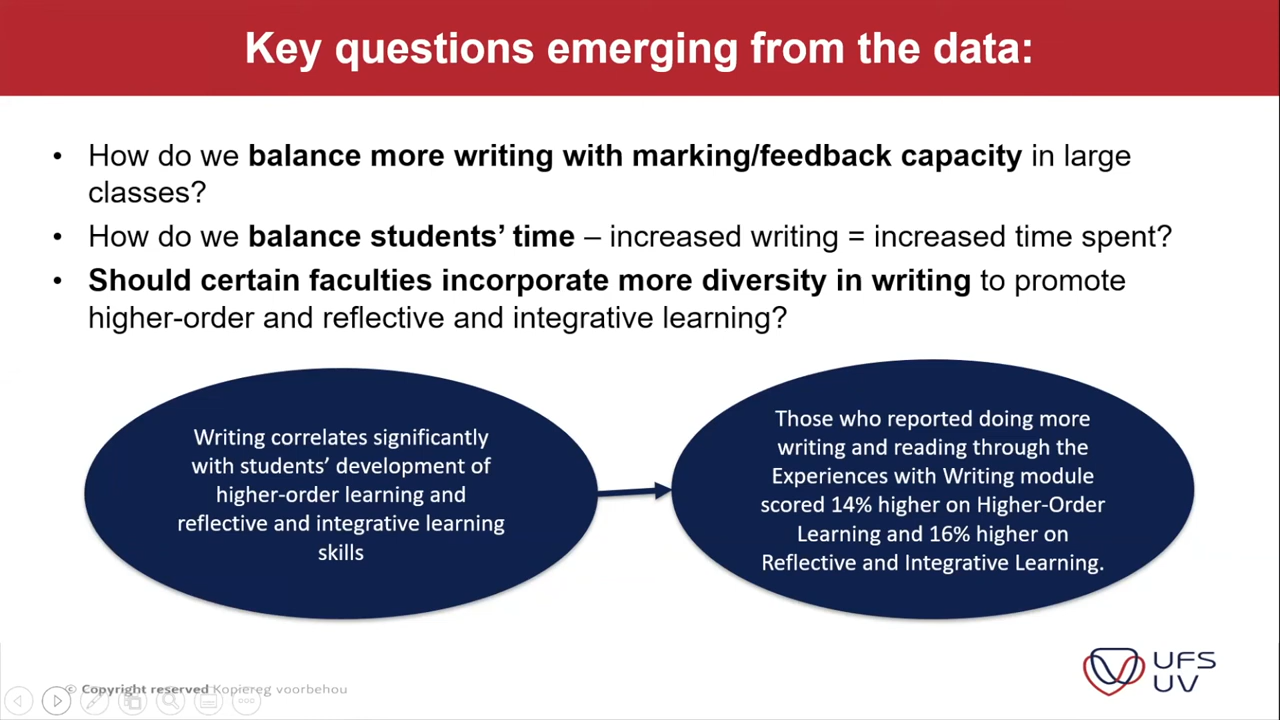 Key questions emerging from the data:
• How do we balance more writing with marking/feedback capacity in large
classes?
• How do we balance students’ time – increased writing = increased time spent?
• Should certain faculties incorporate more diversity in writing to promote
higher-order and reflective and integrative learning?
Writing correlates significantly
with students’ development of
higher-order learning and
reflective and integrative learning
skills
Those who reported doing more
writing and reading through the
Experiences with Writing module
scored 14% higher on Higher-Order
Learning and 16% higher on
Reflective and Integrative Learning.
© Copyright reserved Kopiereg voorbehou
UFS
UV